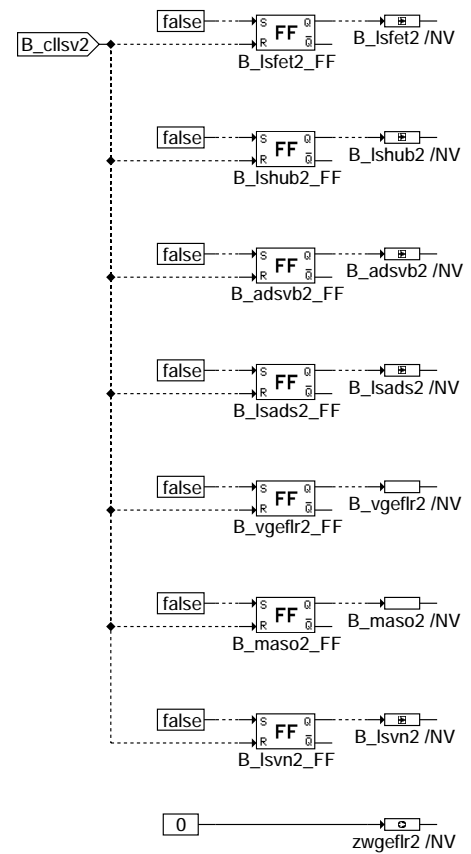 false
S Q
FF
R Q
B_lsfet2 /NV
B_cllsv2
B_lsfet2_FF
false
S Q
FF
R Q
B_lshub2 /NV
B_lshub2_FF
false
S Q
FF
R Q
B_adsvb2 /NV
B_adsvb2_FF
false
S Q
FF
R Q
B_lsads2 /NV
B_lsads2_FF
false
S Q
FF
R Q
B_vgeflr2 /NV
B_vgeflr2_FF
false
S Q
FF
R Q
B_maso2 /NV
B_maso2_FF
false
S Q
FF
R Q
B_lsvn2 /NV
B_lsvn2_FF
0
zwgeflr2 /NV